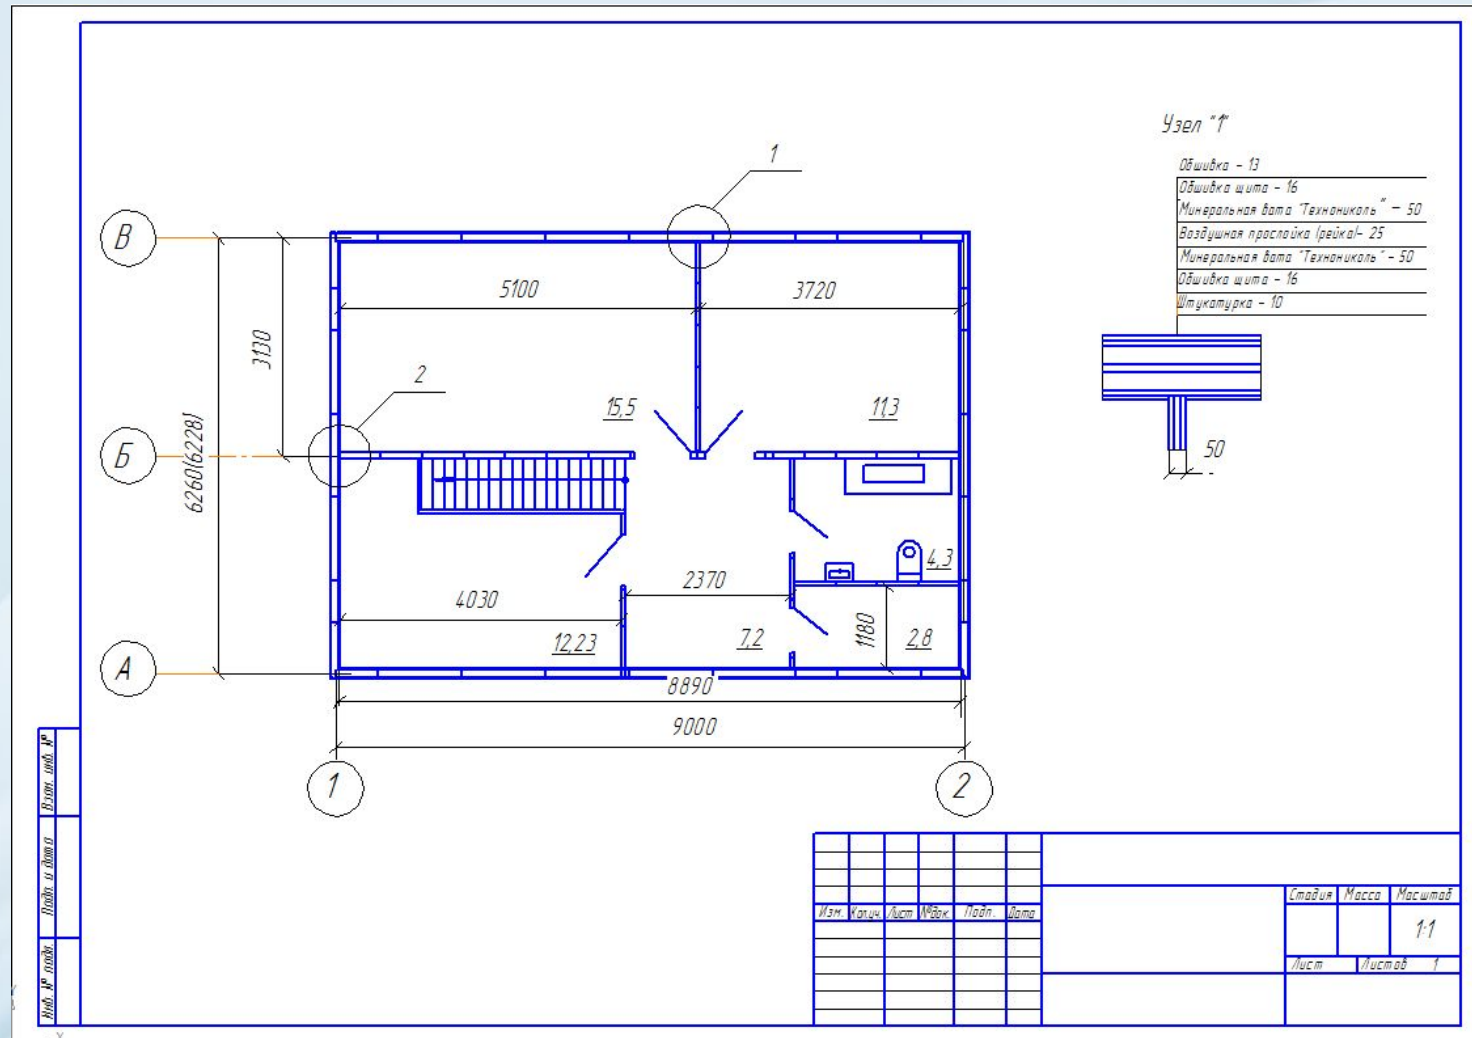 Узел "1"
Обшивка - 13
Обшивка щита - 16
Минеральная вата "Технониколь" - 50
Воздушная прослойка (рейка)- 25
Минеральная вата "Технониколь" - 50
Обшивка щита - 16
Штукатурка - 10
50
1
2
В
Б
А
3130
6260(6228)
5100
3720
15,5
11,3
4,3
2370
4030
12,23
7,2
1180
2,8
8890
9000
1
2
Взам. инв. №
Подп. и дата
Инв. № подл.
Изм. Кол.уч. Лист №док. Подп. Дата
Стадия Масса Масштаб
1:1
Лист Листов 1